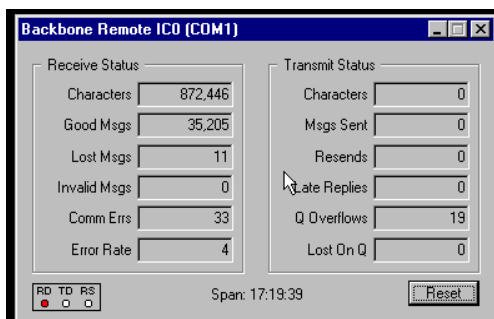 Backbone Remote IC0 (COM1)
Receive Status
Characters 872,446
Good Msgs 35,205
Lost Msgs 11
Invalid Msgs 0
Comm Errs 33
Error Rate 4
Transmit Status
Characters 0
Msgs Sent 0
Resends 0
Late Replies 0
Q Overflows 19
Lost On Q 0
RD TD RS
Span: 17:19:39
Reset